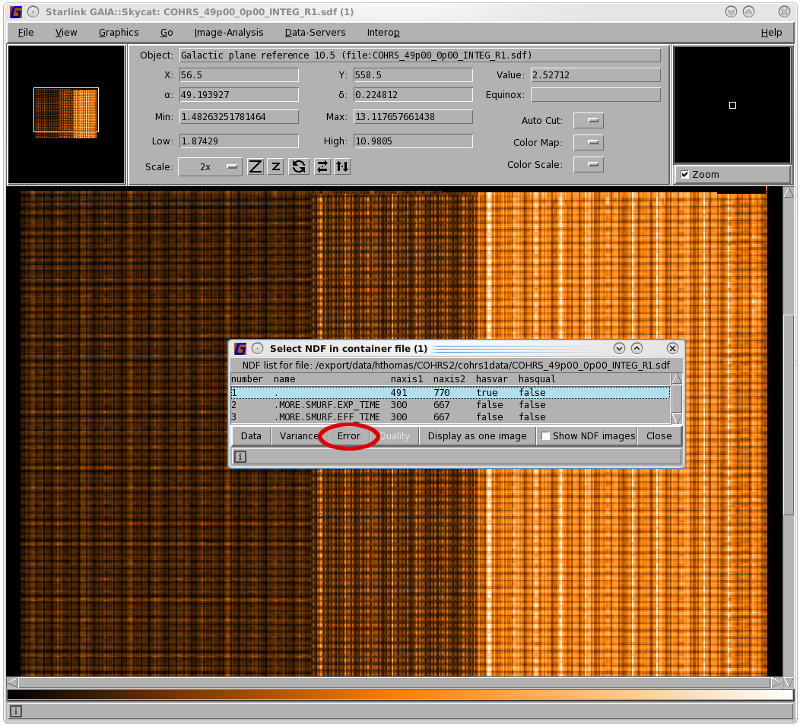 Starlink GAIA::Skycat: COHRS_49p00_0p00_INTEG_R1.sdf (1)
File View Graphics Go Image-Analysis Data-Servers Interop Help
Object: Galactic plane reference 10.5 (file:COHRS_49p00_0p00_INTEG_R1.sdf)
X: 56.5 Y: 558.5 Value: 2.52712
α: 49.193927 δ: 0.224812 Equinox:
Min: 1.48263251781464 Max: 13.117657661438 Auto Cut:
Low: 1.87429 High: 10.9805 Color Map:
Scale: 2x Z z Color Scale:
Zoom
Select NDF in container file (1)
NDF list for file: /export/data/hthomas/COHRS2/cohrs1data/COHRS_49p00_0p00_INTEG_R1.sdf
number name naxis1 naxis2 hasvar hasqual
1 . 491 770 true false
2 .MORE.SMURF.EXP_TIME 300 667 false false
3 .MORE.SMURF.EFF_TIME 300 667 false false
Data Variance Error Quality Display as one image Show NDF images Close